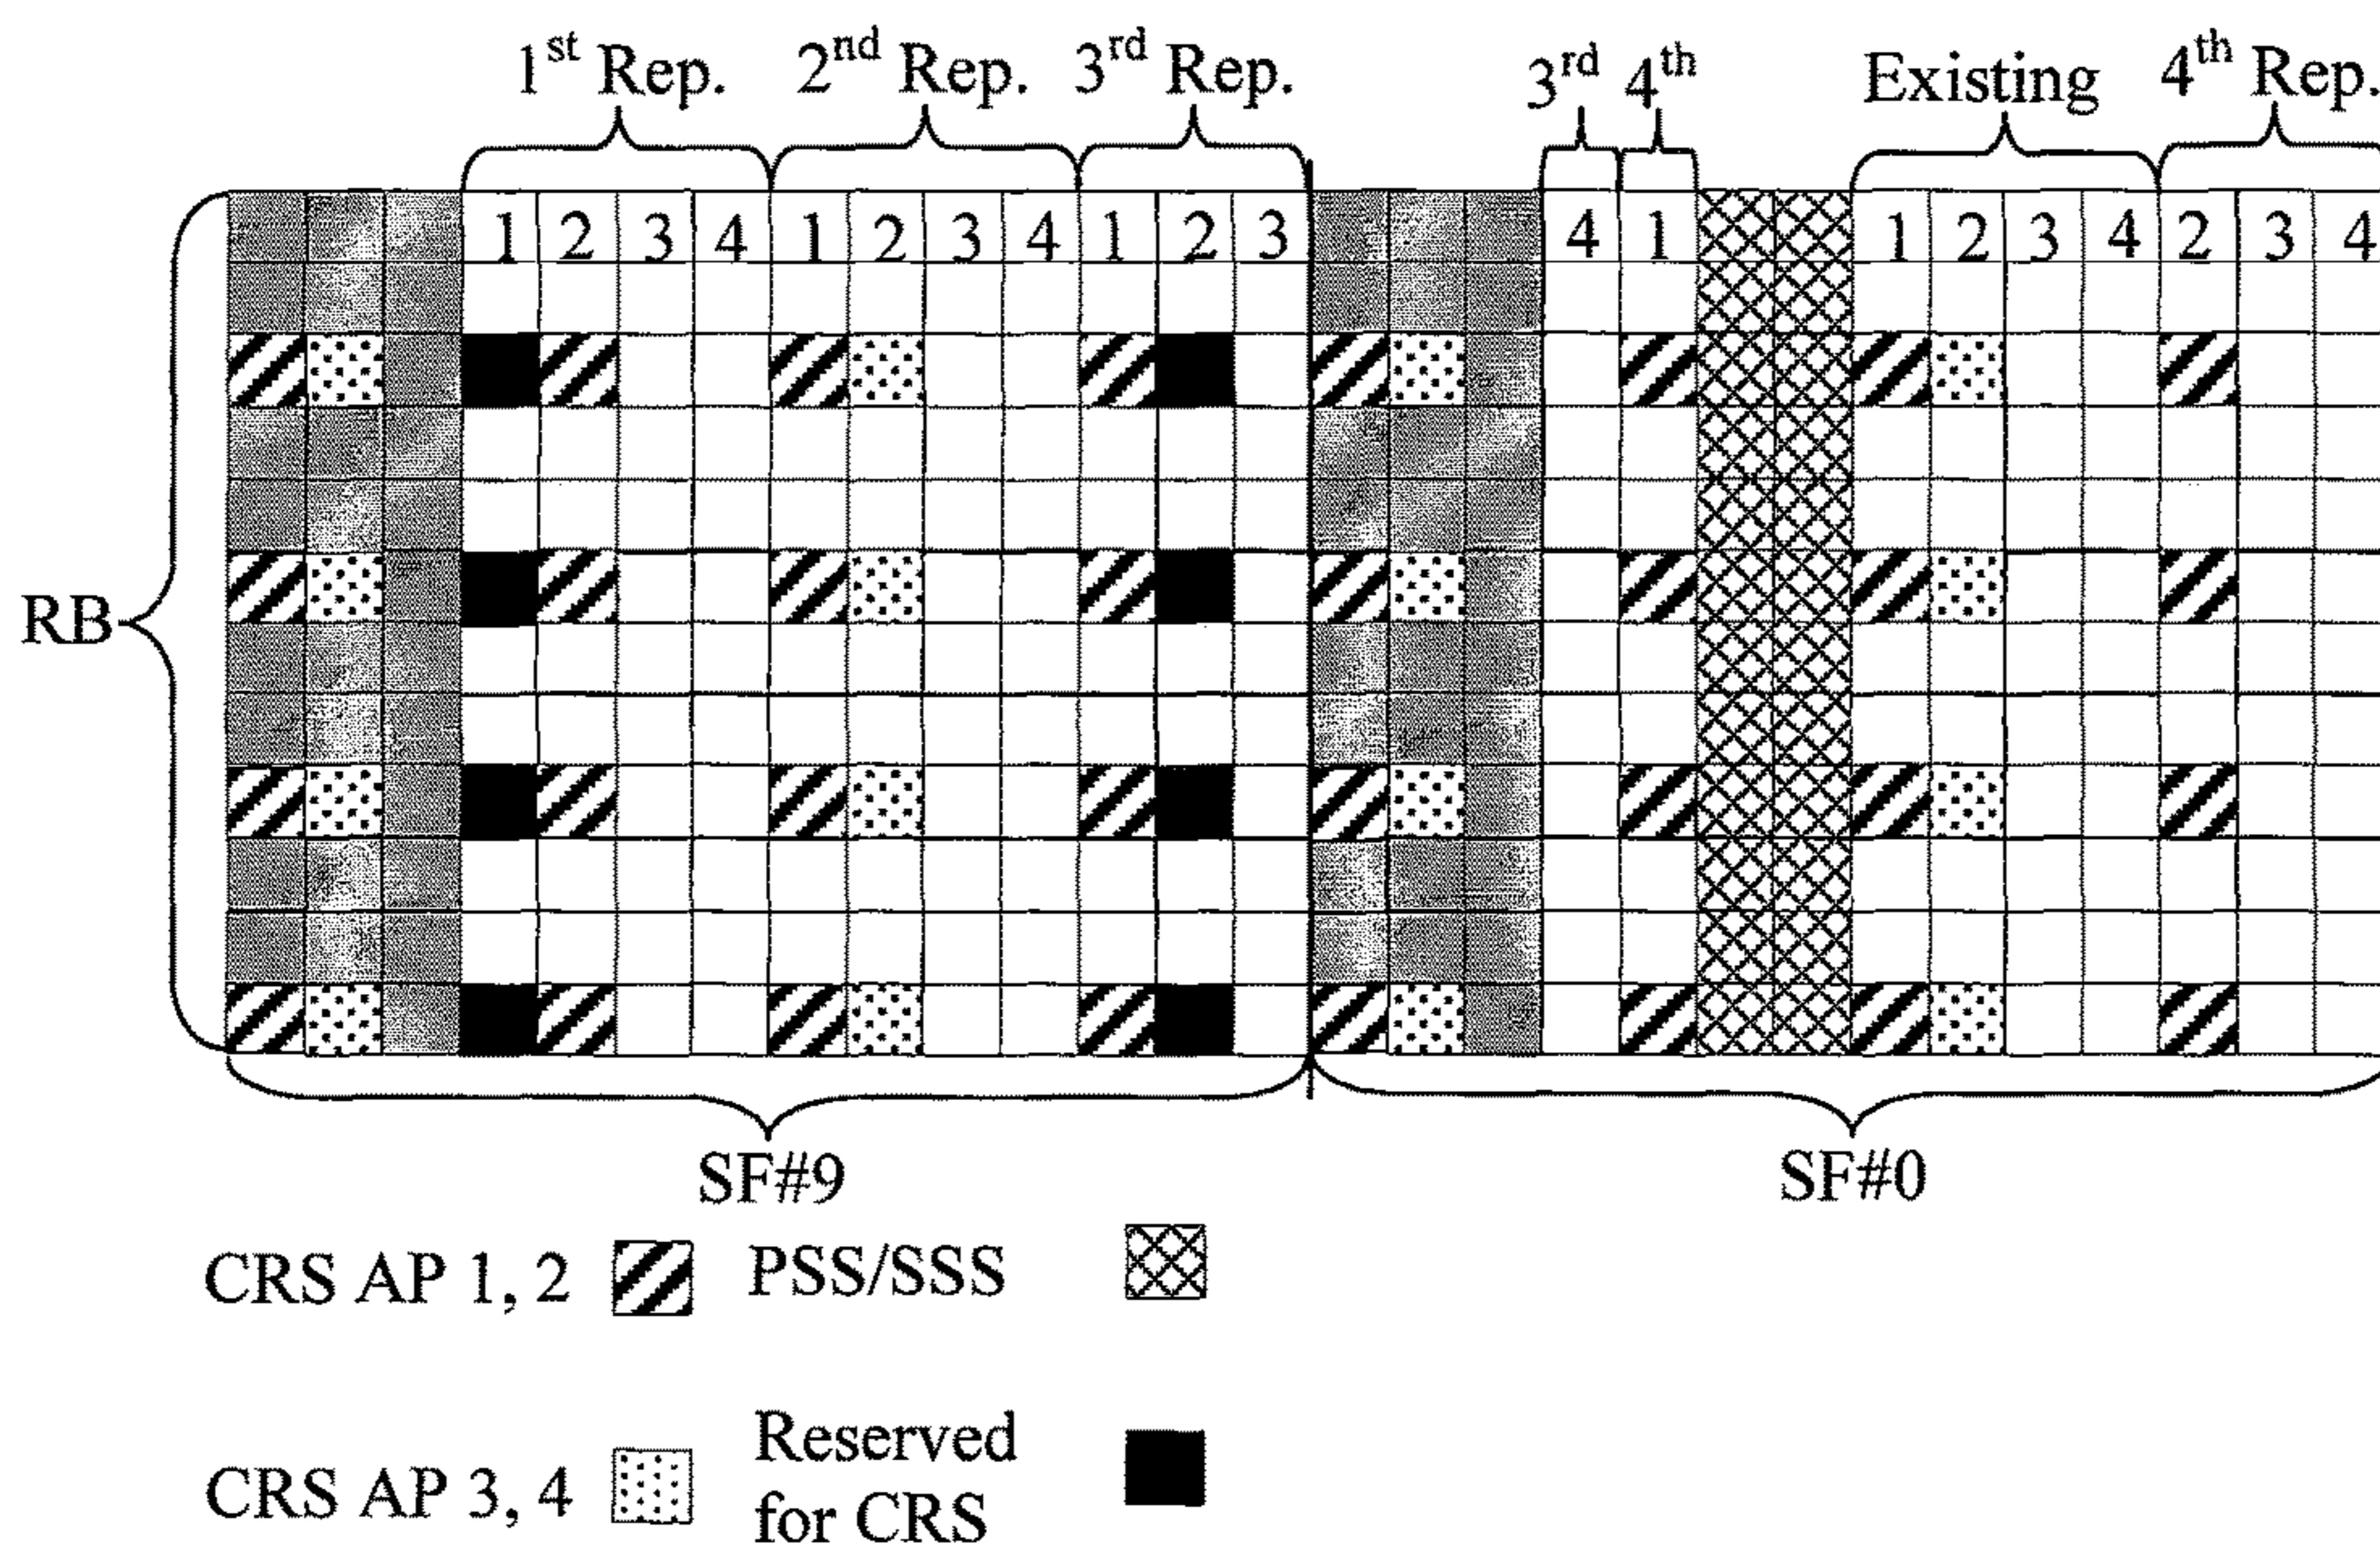 1st Rep. 2nd Rep. 3rd Rep. 3rd 4th Existing 4th Rep.
1 2 3 4 1 2 3 4 1 2 3 4 1 1 2 3 4 2 3 4
RB
SF#9 SF#0
CRS AP 1, 2 PSS/SSS
CRS AP 3, 4 Reserved
for CRS